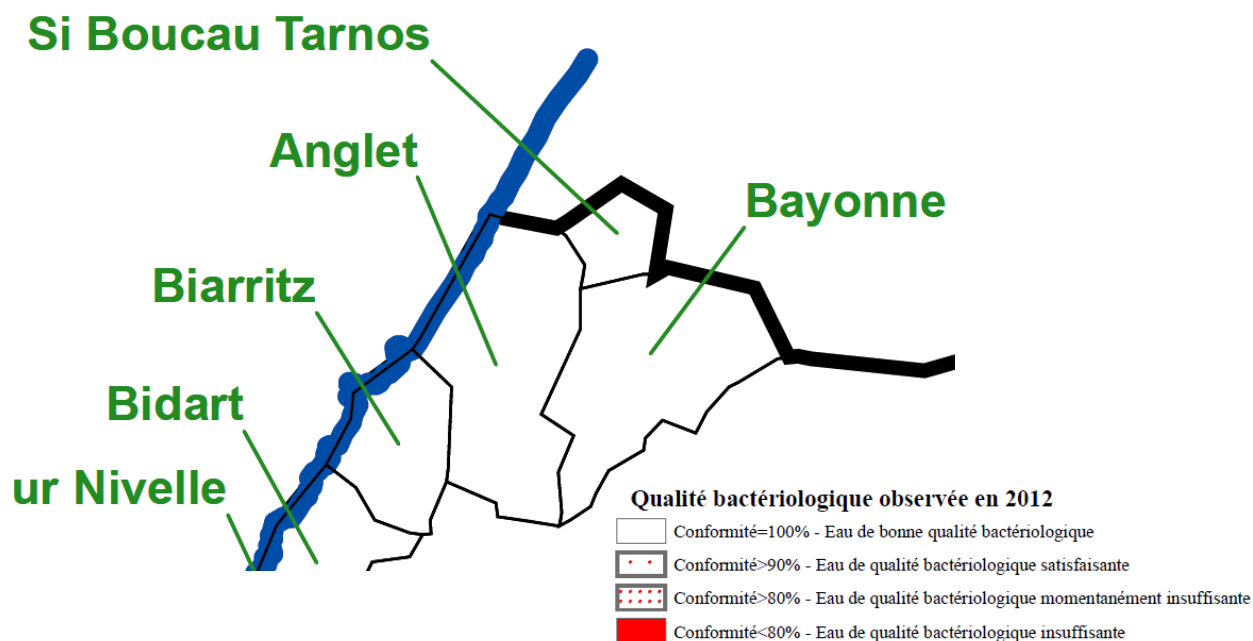 Si Boucau Tarnos
Anglet
Bayonne
Biarritz
Bidart
ur Nivelle
Qualité bactériologique observée en 2012
Conformité=100% - Eau de bonne qualité bactériologique
Conformité>90% - Eau de qualité bactériologique satisfaisante
Conformité>80% - Eau de qualité bactériologique momentanément insuffisante
Conformité<80% - Eau de qualité bactériologique insuffisante